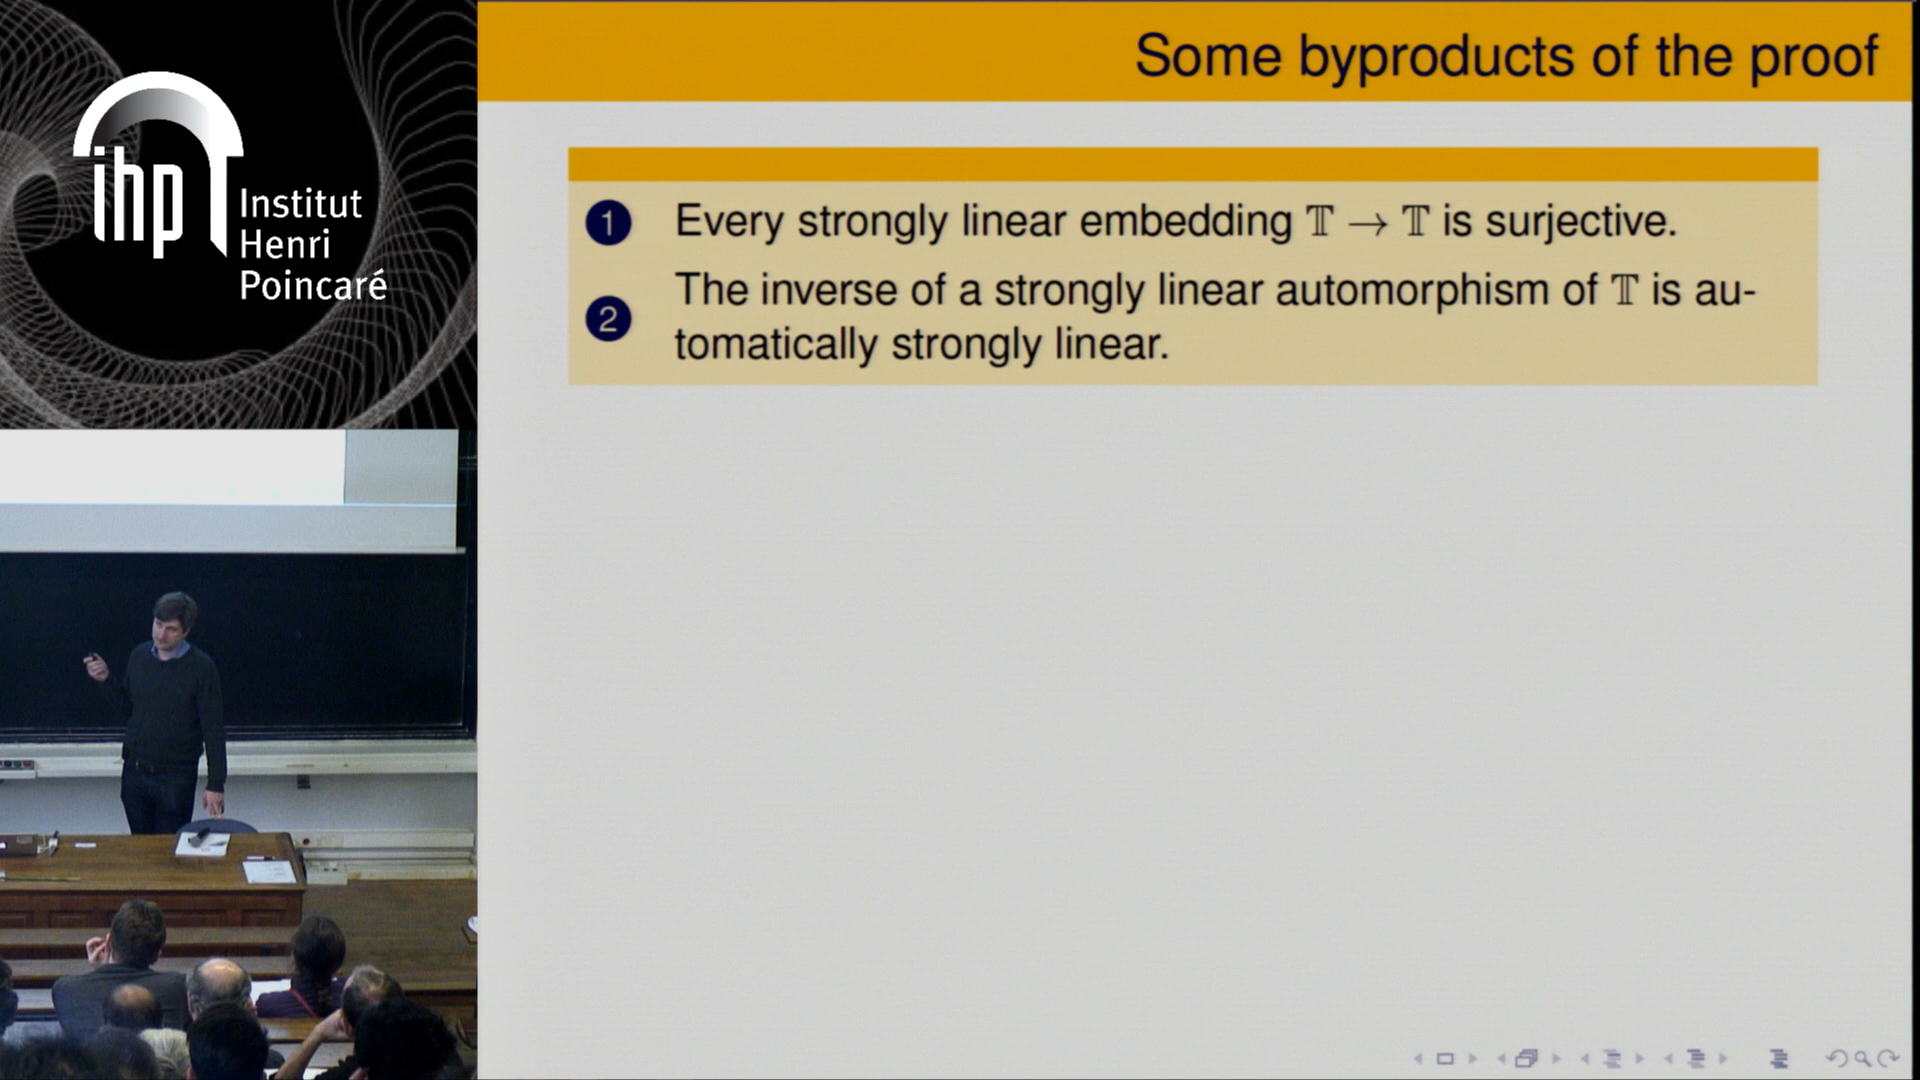 ihp
Institut
Henri
Poincaré
Some byproducts of the proof
1 Every strongly linear embedding 𝕋 → 𝕋 is surjective.
2 The inverse of a strongly linear automorphism of 𝕋 is au-
tomatically strongly linear.